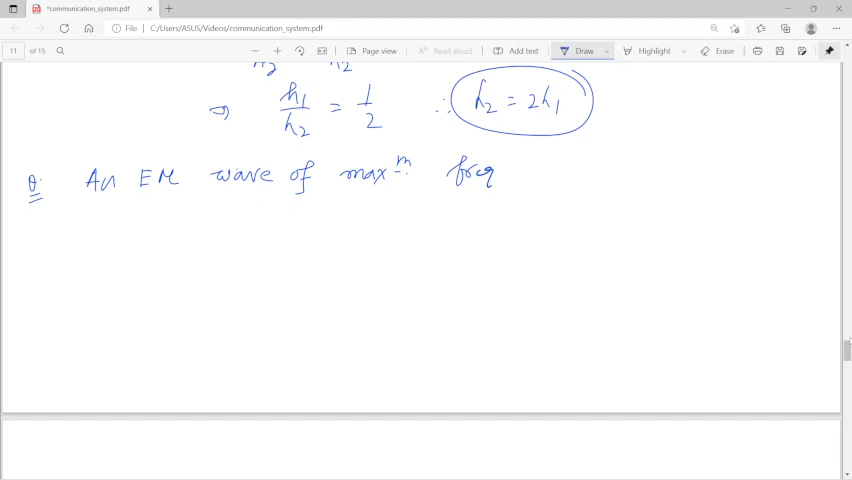 *communication_system.pdf
File C:/Users/ASUS/Videos/communication_system.pdf
11 of 15 Page view Read aloud Add text Draw Highlight Erase
⇒ h1/h2 = 1/2 ∴ h2 = 2h1
Q. An EM wave of maxm. freq